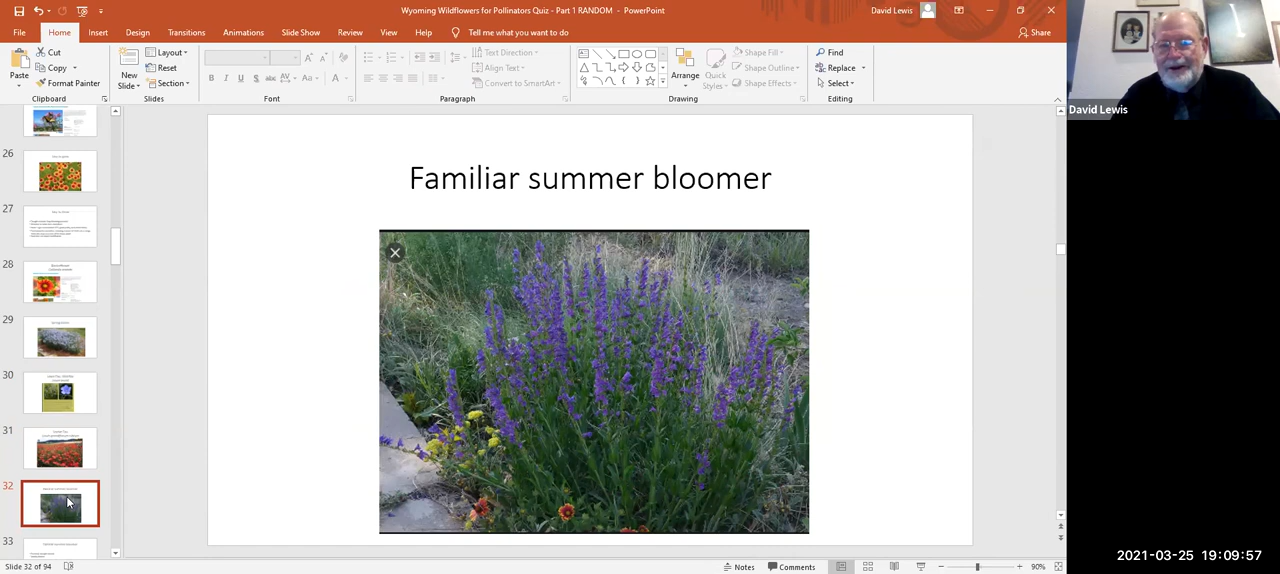 Wyoming Wildflowers for Pollinators Quiz - Part 1 RANDOM - PowerPoint
David Lewis
File Home Insert Draw Design Transitions Animations Slide Show Review View Help Tell me what you want to do Share
Paste
Cut
Copy
Format Painter
Clipboard
New
Slide
Layout
Reset
Section
Slides
B I U S abc AV Aa A
Font
Text Direction
Align Text
Convert to SmartArt
Paragraph
Arrange
Quick
Styles
Shape Fill
Shape Outline
Shape Effects
Drawing
Find
Replace
Select
Editing
David Lewis
26
27
28
29
30
31
32
33
Familiar summer bloomer
2021-03-25 19:09:57
Slide 32 of 94
Notes Comments 90%